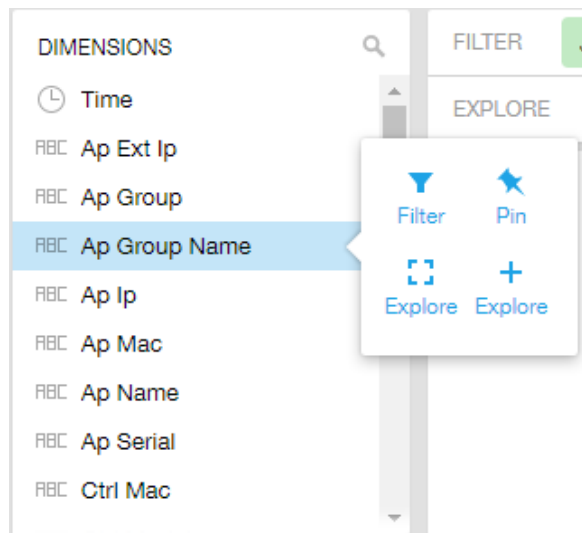 DIMENSIONS
Time
ABC Ap Ext Ip
ABC Ap Group
ABC Ap Group Name
ABC Ap Ip
ABC Ap Mac
ABC Ap Name
ABC Ap Serial
ABC Ctrl Mac
FILTER
EXPLORE
Filter Pin
Explore Explore